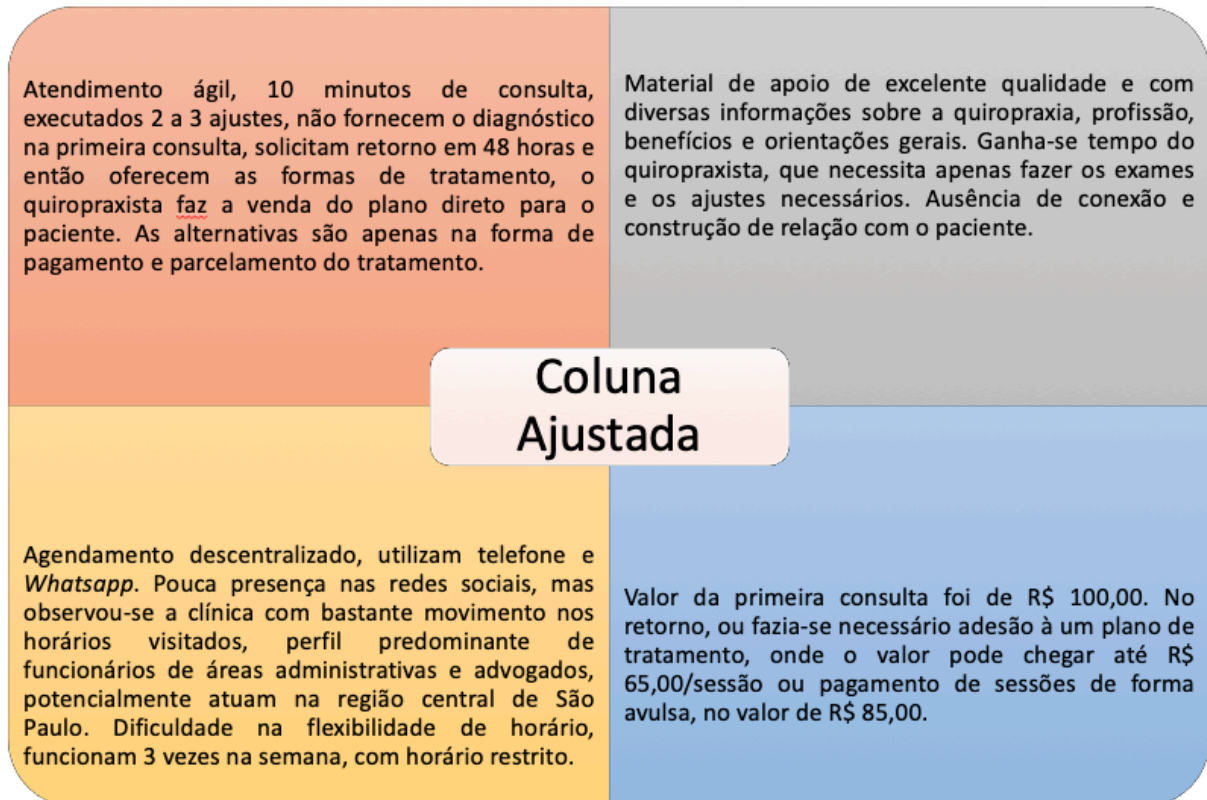 Atendimento ágil, 10 minutos de consulta,
executados 2 a 3 ajustes, não fornecem o diagnóstico
na primeira consulta, solicitam retorno em 48 horas e
então oferecem as formas de tratamento, o
quiropraxista faz a venda do plano direto para o
paciente. As alternativas são apenas na forma de
pagamento e parcelamento do tratamento.
Material de apoio de excelente qualidade e com
diversas informações sobre a quiropraxia, profissão,
benefícios e orientações gerais. Ganha-se tempo do
quiropraxista, que necessita apenas fazer os exames
e os ajustes necessários. Ausência de conexão e
construção de relação com o paciente.
Coluna
Ajustada
Agendamento descentralizado, utilizam telefone e
Whatsapp. Pouca presença nas redes sociais, mas
observou-se a clínica com bastante movimento nos
horários visitados, perfil predominante de
funcionários de áreas administrativas e advogados,
potencialmente atuam na região central de São
Paulo. Dificuldade na flexibilidade de horário,
funcionam 3 vezes na semana, com horário restrito.
Valor da primeira consulta foi de R$ 100,00. No
retorno, ou fazia-se necessário adesão à um plano de
tratamento, onde o valor pode chegar até R$
65,00/sessão ou pagamento de sessões de forma
avulsa, no valor de R$ 85,00.